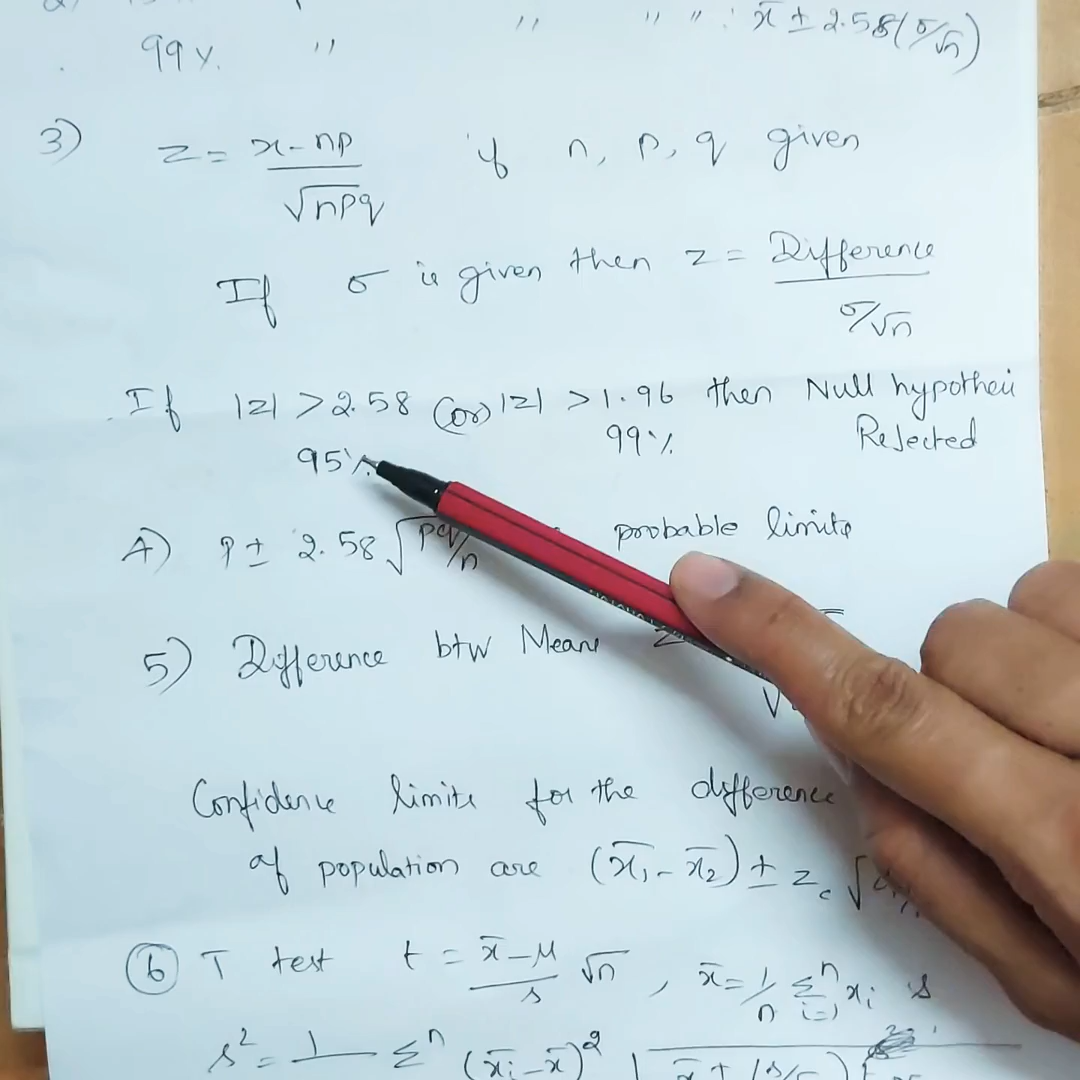 " " " : x̄ ± 2.58(σ/√n)
99 %. "
3) z = x - np / √npq if n, p, q given
If σ is given then z = Difference / σ/√n
If |z| > 2.58 (or) |z| > 1.96 then Null hypothesi
95% 99% Rejected
A) p ± 2.58 √pq/n probable limits
5) Difference btw Means z
Confidence limits for the difference
of population are (x̄₁ - x̄₂) ± z꜀ √
6 T test t = x̄ - μ / s √n , x̄ = 1/n Σⁿᵢ₌₁ xᵢ s
s² = 1 Σⁿ (x̄ᵢ - x̄)²